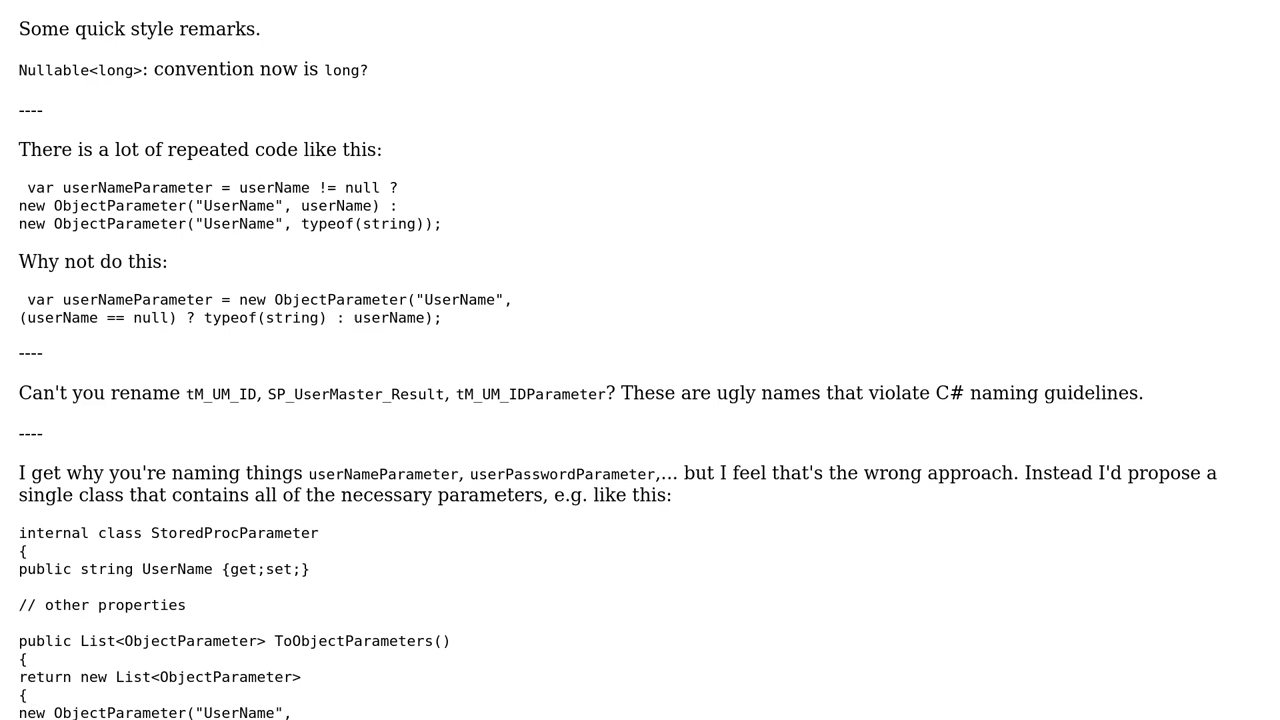 Some quick style remarks.
Nullable<long>: convention now is long?
----
There is a lot of repeated code like this:
var userNameParameter = userName != null ?
new ObjectParameter("UserName", userName) :
new ObjectParameter("UserName", typeof(string));
Why not do this:
var userNameParameter = new ObjectParameter("UserName",
(userName == null) ? typeof(string) : userName);
----
Can't you rename tM_UM_ID, SP_UserMaster_Result, tM_UM_IDParameter? These are ugly names that violate C# naming guidelines.
----
I get why you're naming things userNameParameter, userPasswordParameter,... but I feel that's the wrong approach. Instead I'd propose a
single class that contains all of the necessary parameters, e.g. like this:
internal class StoredProcParameter
{
public string UserName {get;set;}
// other properties
public List<ObjectParameter> ToObjectParameters()
{
return new List<ObjectParameter>
{
new ObjectParameter("UserName",